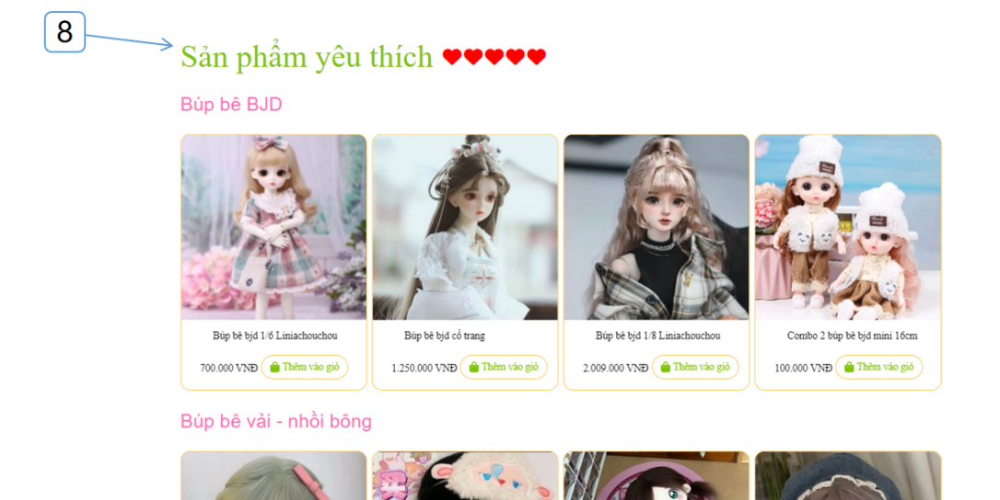 8
Sản phẩm yêu thích
Búp bê BJD
Búp bê bjd 1/6 Liniachouchou
700.000 VNĐ Thêm vào giỏ
Búp bê bjd cổ trang
1.250.000 VNĐ Thêm vào giỏ
Búp bê bjd 1/8 Liniachouchou
2.009.000 VNĐ Thêm vào giỏ
Combo 2 búp bê bjd mini 16cm
100.000 VNĐ Thêm vào giỏ
Búp bê vải - nhồi bông